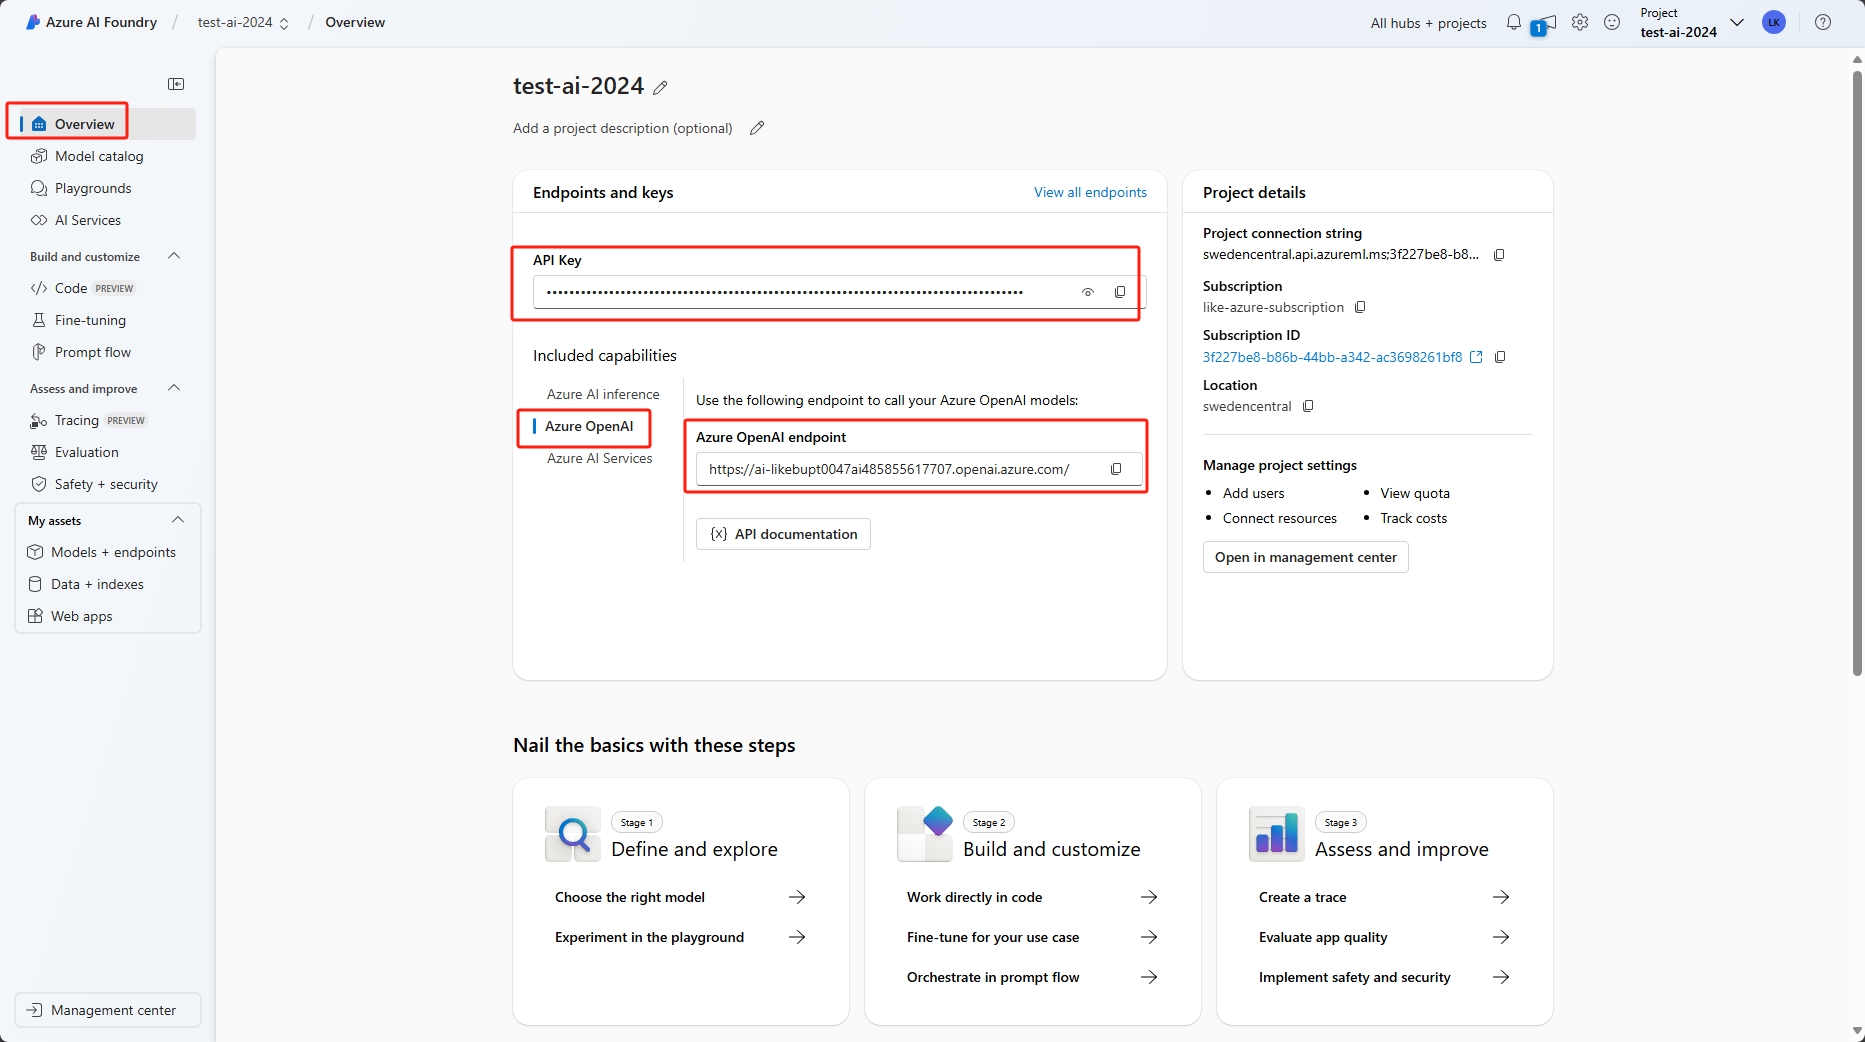 Azure AI Foundry / test-ai-2024 / Overview
All hubs + projects
1
Project
test-ai-2024
LK
Overview
Model catalog
Playgrounds
AI Services
Build and customize
Code PREVIEW
Fine-tuning
Prompt flow
Assess and improve
Tracing PREVIEW
Evaluation
Safety + security
My assets
Models + endpoints
Data + indexes
Web apps
Management center
test-ai-2024
Add a project description (optional)
Endpoints and keys
View all endpoints
API Key
Included capabilities
Azure AI inference
Azure OpenAI
Azure AI Services
Use the following endpoint to call your Azure OpenAI models:
Azure OpenAI endpoint
https://ai-likebupt0047ai485855617707.openai.azure.com/
{x} API documentation
Project details
Project connection string
swedencentral.api.azureml.ms;3f227be8-b8...
Subscription
like-azure-subscription
Subscription ID
3f227be8-b86b-44bb-a342-ac3698261bf8
Location
swedencentral
Manage project settings
• Add users
• View quota
• Connect resources
• Track costs
Open in management center
Nail the basics with these steps
Stage 1
Define and explore
Choose the right model
Experiment in the playground
Stage 2
Build and customize
Work directly in code
Fine-tune for your use case
Orchestrate in prompt flow
Stage 3
Assess and improve
Create a trace
Evaluate app quality
Implement safety and security